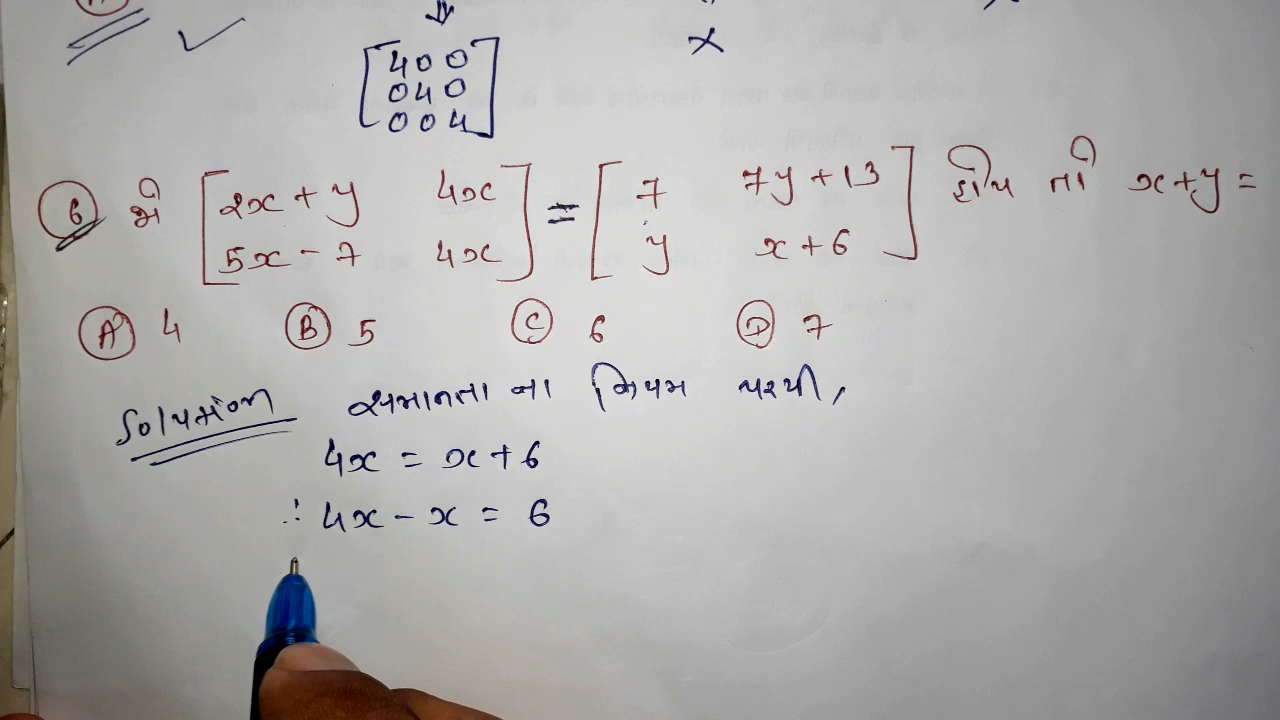 4 0 0
0 4 0
0 0 4
6 જો [2x + y 4x] = [7 7y + 13] હોય તો x + y =
[5x - 7 4x] [y x + 6]
A 4 B 5 C 6 D 7
Solution સમાનતા ના નિયમ પરથી,
4x = x + 6
∴ 4x - x = 6